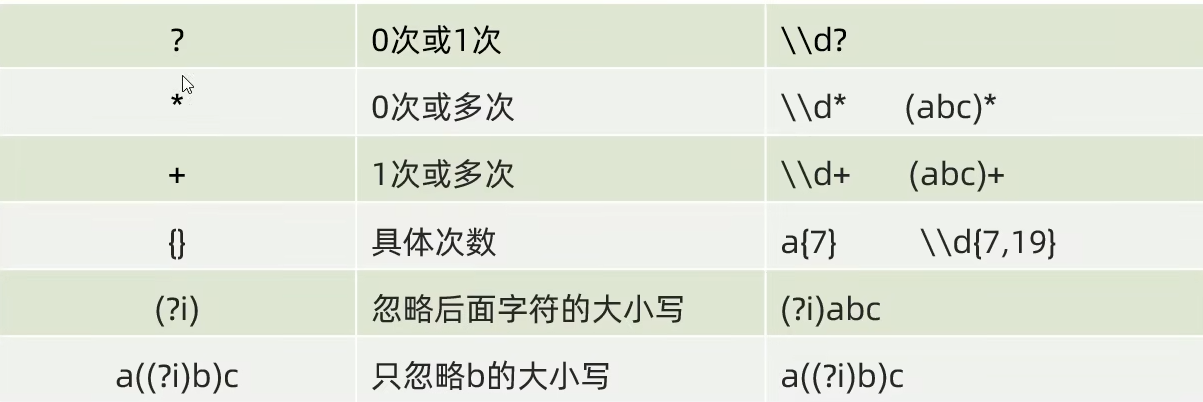 ? 0次或1次 \\d?
* 0次或多次 \\d* (abc)*
+ 1次或多次 \\d+ (abc)+
{} 具体次数 a{7} \\d{7,19}
(?i) 忽略后面字符的大小写 (?i)abc
a((?i)b)c 只忽略b的大小写 a((?i)b)c